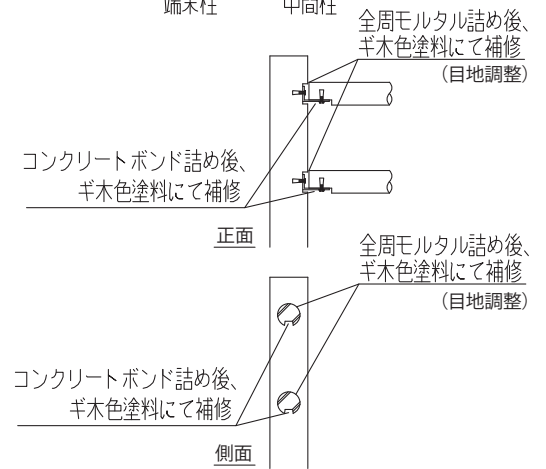 端末柱 中間柱
全周モルタル詰め後、
ギ木色塗料にて補修
(目地調整)
コンクリートボンド詰め後、
ギ木色塗料にて補修
正面
全周モルタル詰め後、
ギ木色塗料にて補修
(目地調整)
コンクリートボンド詰め後、
ギ木色塗料にて補修
側面